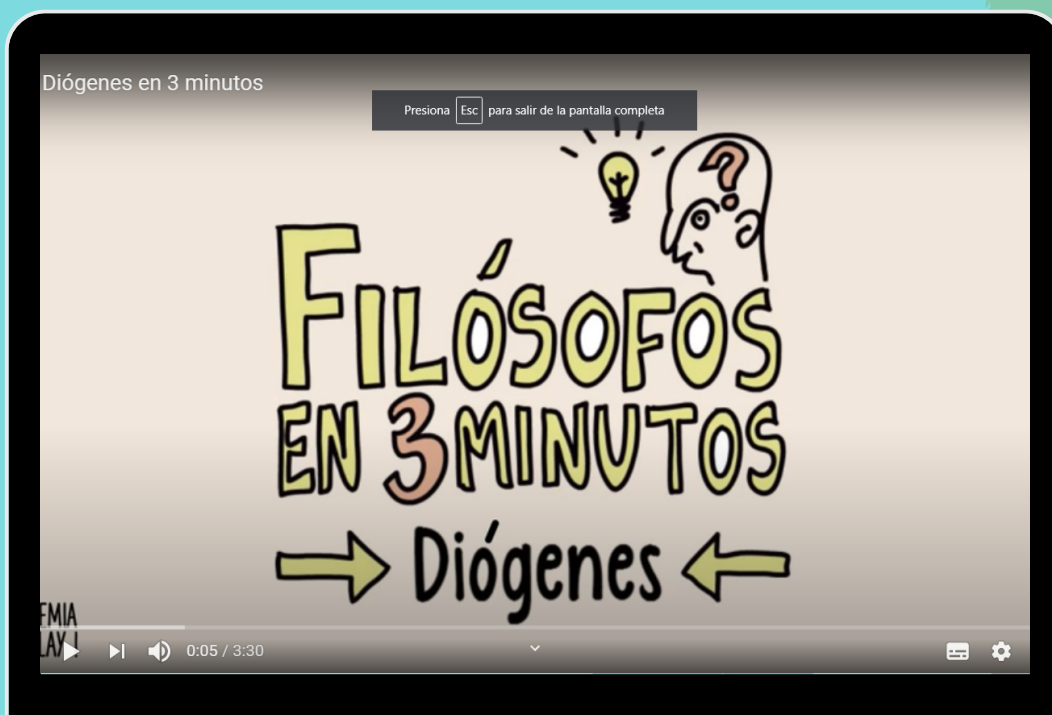 Diógenes en 3 minutos
Presiona Esc para salir de la pantalla completa
FILÓSOFOS
EN 3 MINUTOS
Diógenes
0:05 / 3:30